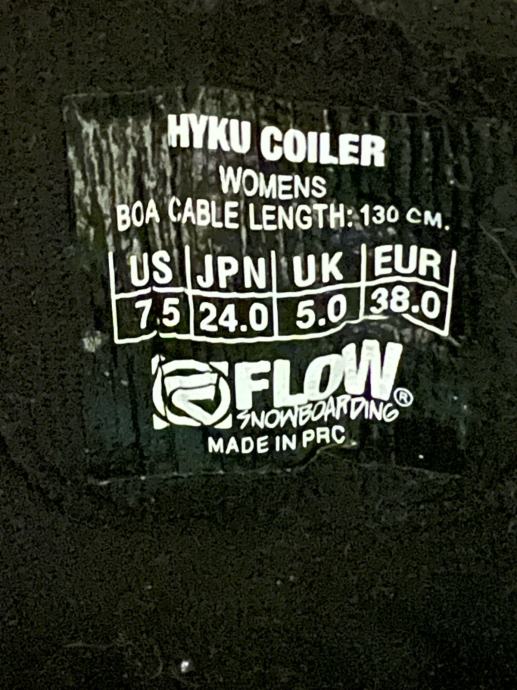 HYKU COILER
WOMENS
BOA CABLE LENGTH: 130 CM.
US JPN UK EUR
7.5 24.0 5.0 38.0
FLOW®
SNOWBOARDING
MADE IN PRC.